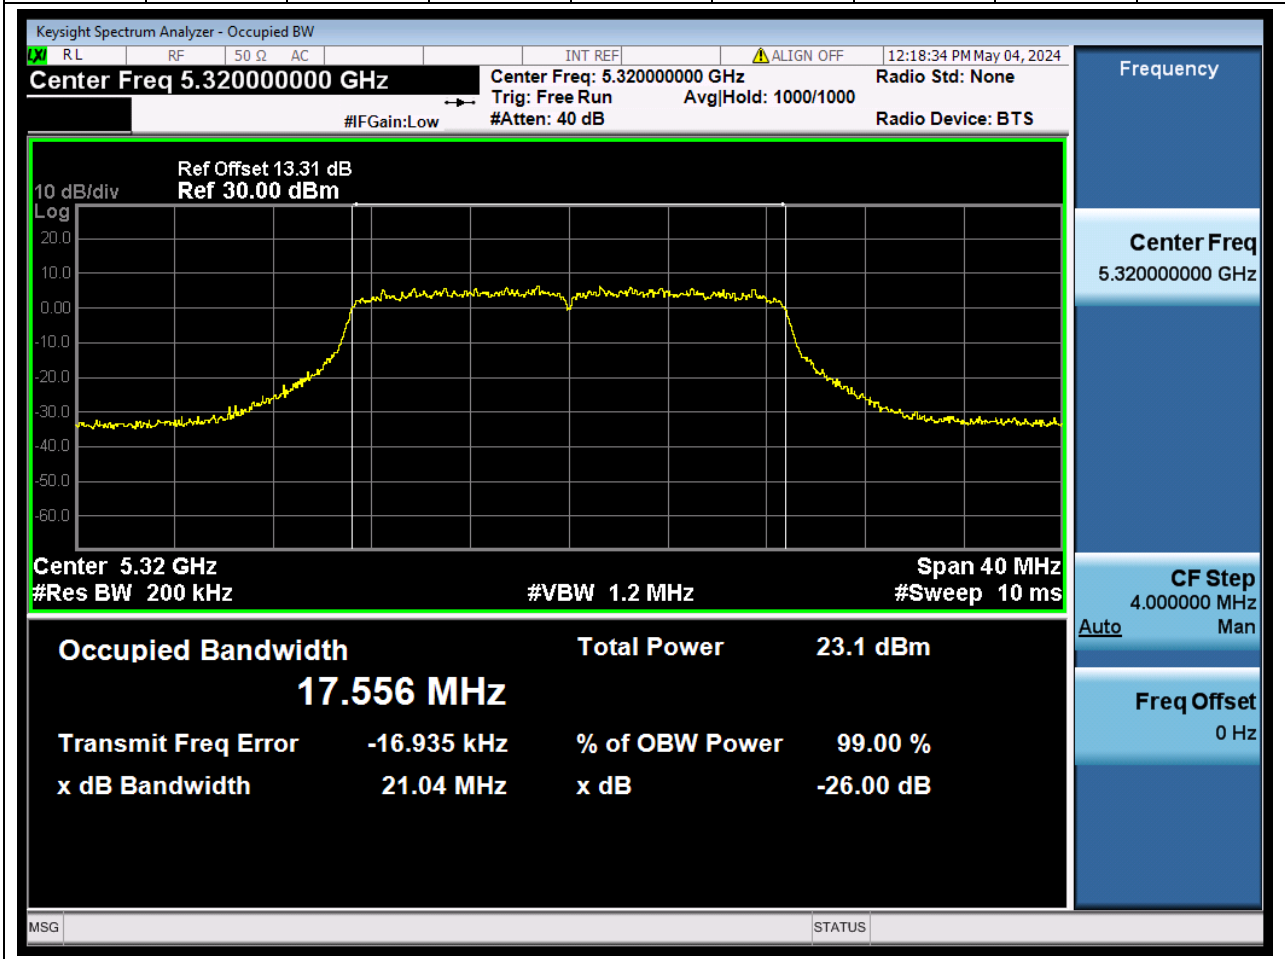 Keysight Spectrum Analyzer - Occupied BW
LXI RL RF 50 Ω AC INT REF ALIGN OFF 12:18:34 PM May 04, 2024
Center Freq 5.320000000 GHz
Center Freq: 5.320000000 GHz Radio Std: None
Trig: Free Run Avg|Hold: 1000/1000
#IFGain:Low #Atten: 40 dB Radio Device: BTS
Ref Offset 13.31 dB
10 dB/div Ref 30.00 dBm
Log
20.0
10.0
0.00
-10.0
-20.0
-30.0
-40.0
-50.0
-60.0
Center 5.32 GHz Span 40 MHz
#Res BW 200 kHz #VBW 1.2 MHz #Sweep 10 ms
Occupied Bandwidth Total Power 23.1 dBm
17.556 MHz
Transmit Freq Error -16.935 kHz % of OBW Power 99.00 %
x dB Bandwidth 21.04 MHz x dB -26.00 dB
Frequency
Center Freq
5.320000000 GHz
CF Step
4.000000 MHz
Auto Man
Freq Offset
0 Hz
MSG STATUS